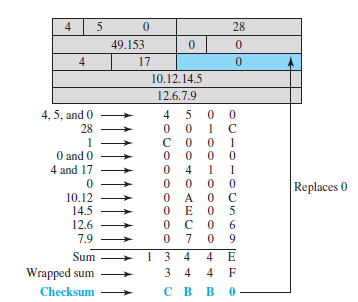 4 5 0 28
49.153 0 0
4 17 0
10.12.14.5
12.6.7.9
4, 5, and 0 4 5 0 0
28 0 0 1 C
1 C 0 0 1
0 and 0 0 0 0 0
4 and 17 0 4 1 1
0 0 0 0 0
Replaces 0
10.12 0 A 0 C
14.5 0 E 0 5
12.6 0 C 0 6
7.9 0 7 0 9
Sum 1 3 4 4 E
Wrapped sum 3 4 4 F
Checksum C B B 0